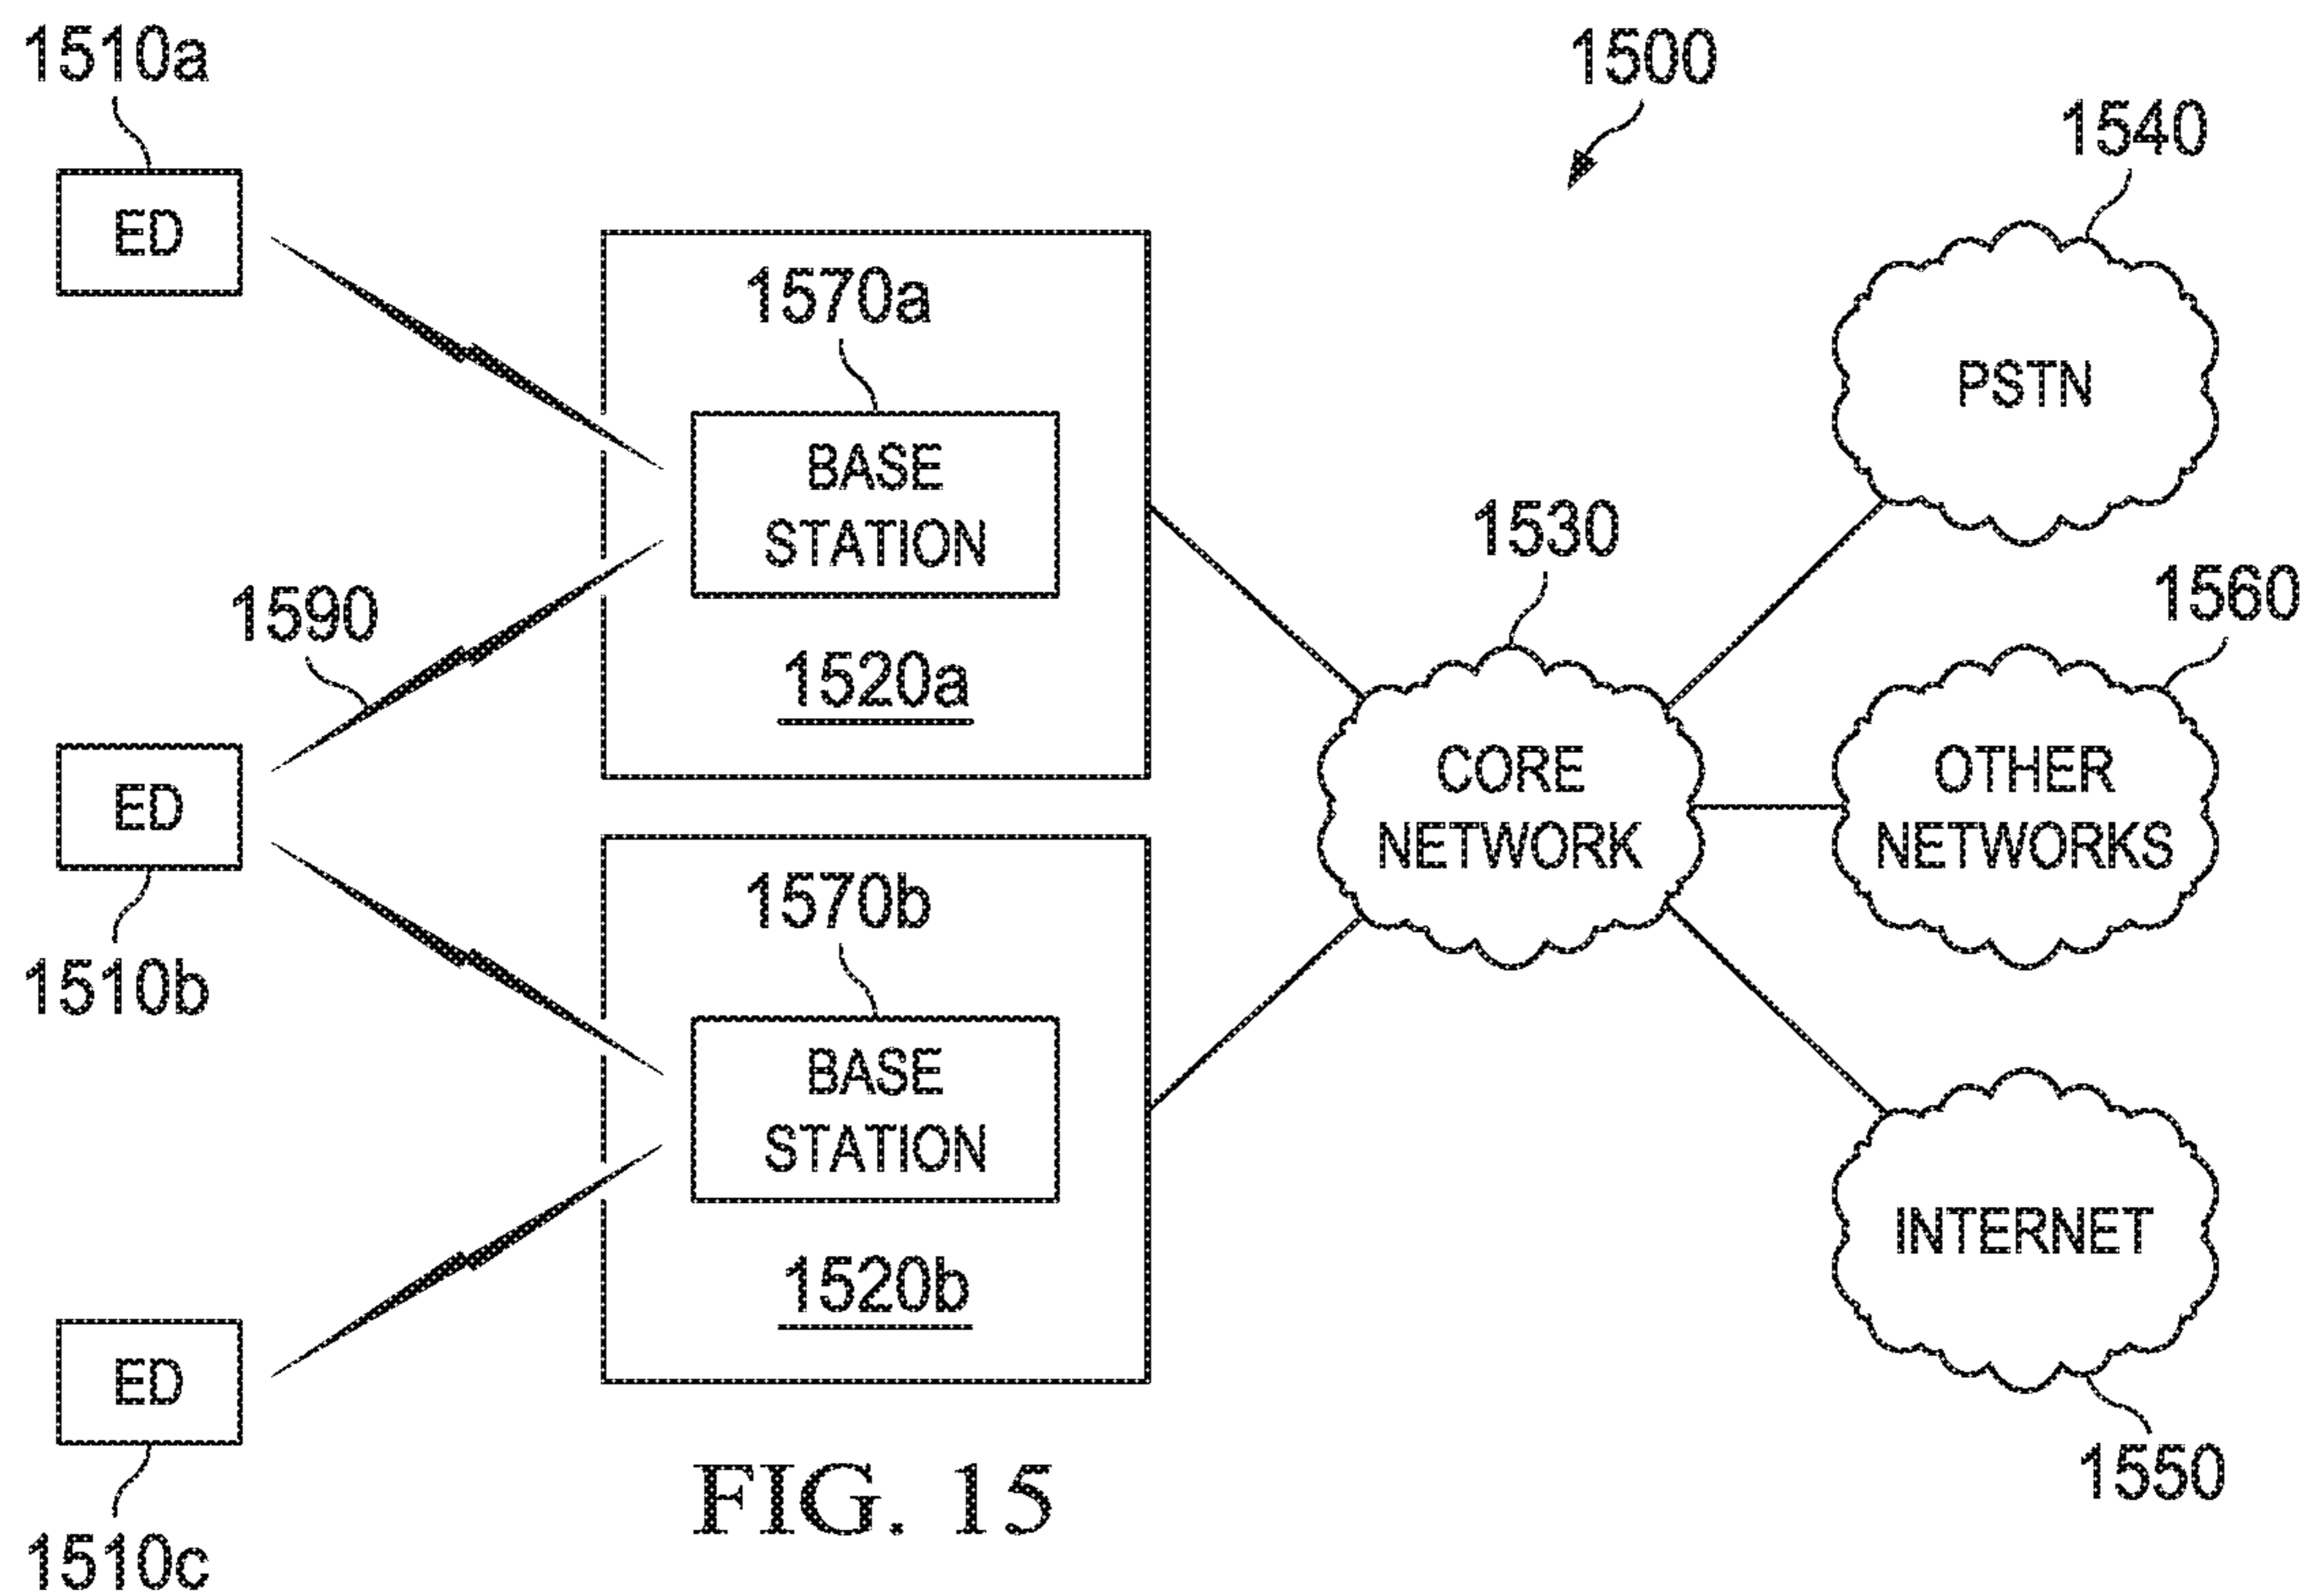 1510a
ED
1500
1540
PSTN
1570a
BASE
STATION
1520a
1590
1530
CORE
NETWORK
1560
OTHER
NETWORKS
ED
1510b
1570b
BASE
STATION
1520b
INTERNET
1550
ED
1510c
FIG. 15